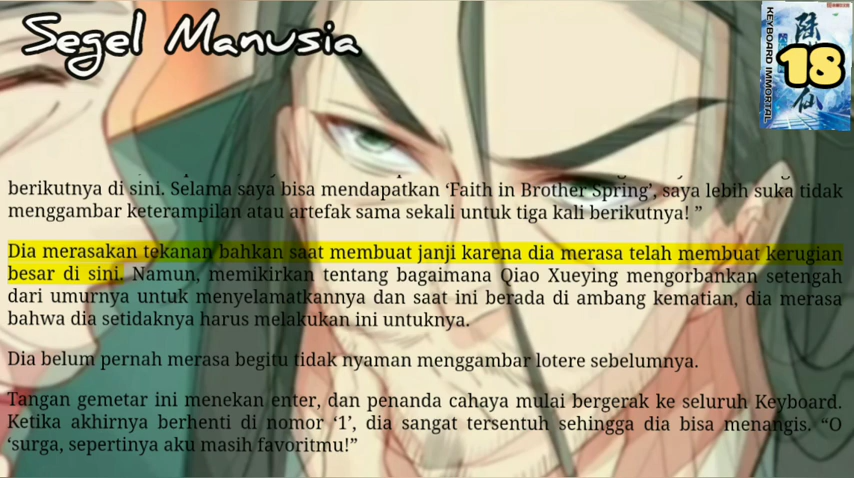 Segel Manusia
KEYBOARD IMMORTAL
18
berikutnya di sini. Selama saya bisa mendapatkan ‘Faith in Brother Spring’, saya lebih suka tidak
menggambar keterampilan atau artefak sama sekali untuk tiga kali berikutnya! ”
Dia merasakan tekanan bahkan saat membuat janji karena dia merasa telah membuat kerugian
besar di sini. Namun, memikirkan tentang bagaimana Qiao Xueying mengorbankan setengah
dari umurnya untuk menyelamatkannya dan saat ini berada di ambang kematian, dia merasa
bahwa dia setidaknya harus melakukan ini untuknya.
Dia belum pernah merasa begitu tidak nyaman menggambar lotere sebelumnya.
Tangan gemetar ini menekan enter, dan penanda cahaya mulai bergerak ke seluruh Keyboard.
Ketika akhirnya berhenti di nomor ‘1’, dia sangat tersentuh sehingga dia bisa menangis. “O
‘surga, sepertinya aku masih favoritmu!”